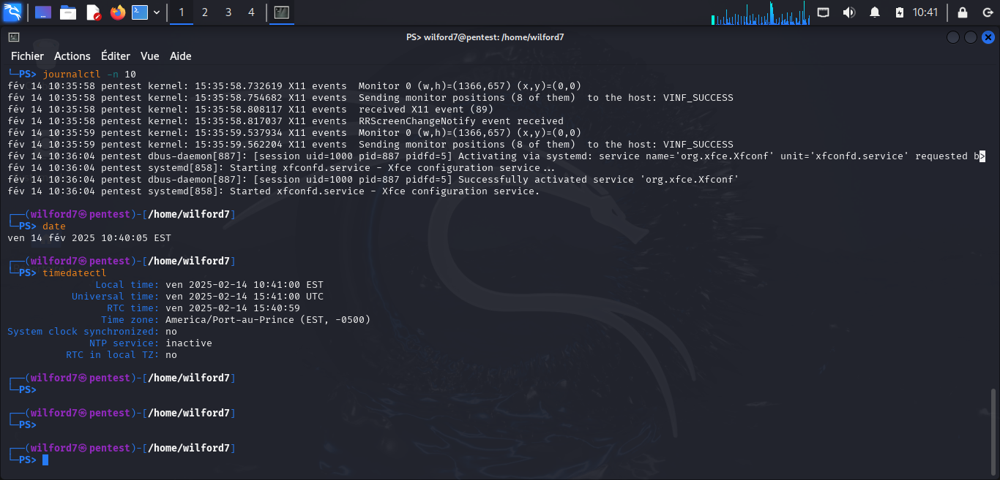 1 2 3 4 10:41
PS> wilford7@pentest: /home/wilford7
Fichier Actions Éditer Vue Aide
└─PS> journalctl -n 10
fév 14 10:35:58 pentest kernel: 15:35:58.732619 X11 events  Monitor 0 (w,h)=(1366,657) (x,y)=(0,0)
fév 14 10:35:58 pentest kernel: 15:35:58.754682 X11 events  Sending monitor positions (8 of them)  to the host: VINF_SUCCESS
fév 14 10:35:58 pentest kernel: 15:35:58.808117 X11 events  received X11 event (89)
fév 14 10:35:58 pentest kernel: 15:35:58.817037 X11 events  RRScreenChangeNotify event received
fév 14 10:35:59 pentest kernel: 15:35:59.537934 X11 events  Monitor 0 (w,h)=(1366,657) (x,y)=(0,0)
fév 14 10:35:59 pentest kernel: 15:35:59.562204 X11 events  Sending monitor positions (8 of them)  to the host: VINF_SUCCESS
fév 14 10:36:04 pentest dbus-daemon[887]: [session uid=1000 pid=887 pidfd=5] Activating via systemd: service name='org.xfce.Xfconf' unit='xfconfd.service' requested b>
fév 14 10:36:04 pentest systemd[858]: Starting xfconfd.service - Xfce configuration service...
fév 14 10:36:04 pentest dbus-daemon[887]: [session uid=1000 pid=887 pidfd=5] Successfully activated service 'org.xfce.Xfconf'
fév 14 10:36:04 pentest systemd[858]: Started xfconfd.service - Xfce configuration service.
┌──(wilford7㉿pentest)-[/home/wilford7]
└─PS> date
ven 14 fév 2025 10:40:05 EST
┌──(wilford7㉿pentest)-[/home/wilford7]
└─PS> timedatectl
Local time: ven 2025-02-14 10:41:00 EST
Universal time: ven 2025-02-14 15:41:00 UTC
RTC time: ven 2025-02-14 15:40:59
Time zone: America/Port-au-Prince (EST, -0500)
System clock synchronized: no
NTP service: inactive
RTC in local TZ: no
┌──(wilford7㉿pentest)-[/home/wilford7]
└─PS>
┌──(wilford7㉿pentest)-[/home/wilford7]
└─PS>
┌──(wilford7㉿pentest)-[/home/wilford7]
└─PS>